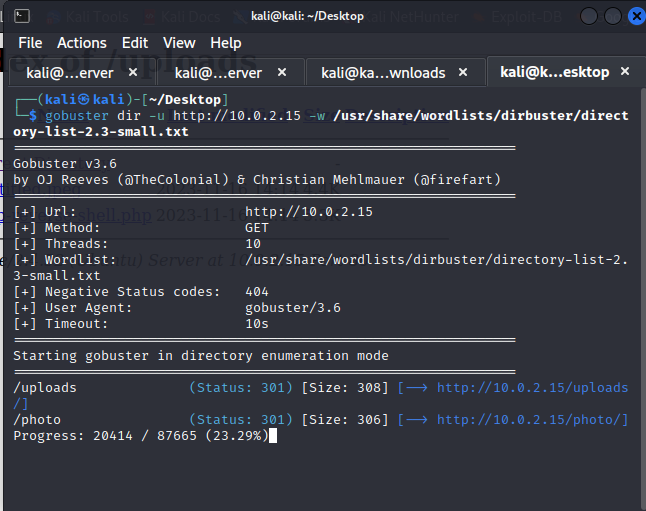 kali@kali: ~/Desktop
File Actions Edit View Help
kali@...erver kali@...erver kali@ka...wnloads kali@k...esktop
┌──(kali㉿kali)-[~/Desktop]
└─$ gobuster dir -u http://10.0.2.15 -w /usr/share/wordlists/dirbuster/direct
ory-list-2.3-small.txt
===============================================================
Gobuster v3.6
by OJ Reeves (@TheColonial) & Christian Mehlmauer (@firefart)
===============================================================
[+] Url: http://10.0.2.15
[+] Method: GET
[+] Threads: 10
[+] Wordlist: /usr/share/wordlists/dirbuster/directory-list-2.
3-small.txt
[+] Negative Status codes: 404
[+] User Agent: gobuster/3.6
[+] Timeout: 10s
===============================================================
Starting gobuster in directory enumeration mode
===============================================================
/uploads (Status: 301) [Size: 308] [--> http://10.0.2.15/uploads
/]
/photo (Status: 301) [Size: 306] [--> http://10.0.2.15/photo/]
Progress: 20414 / 87665 (23.29%)